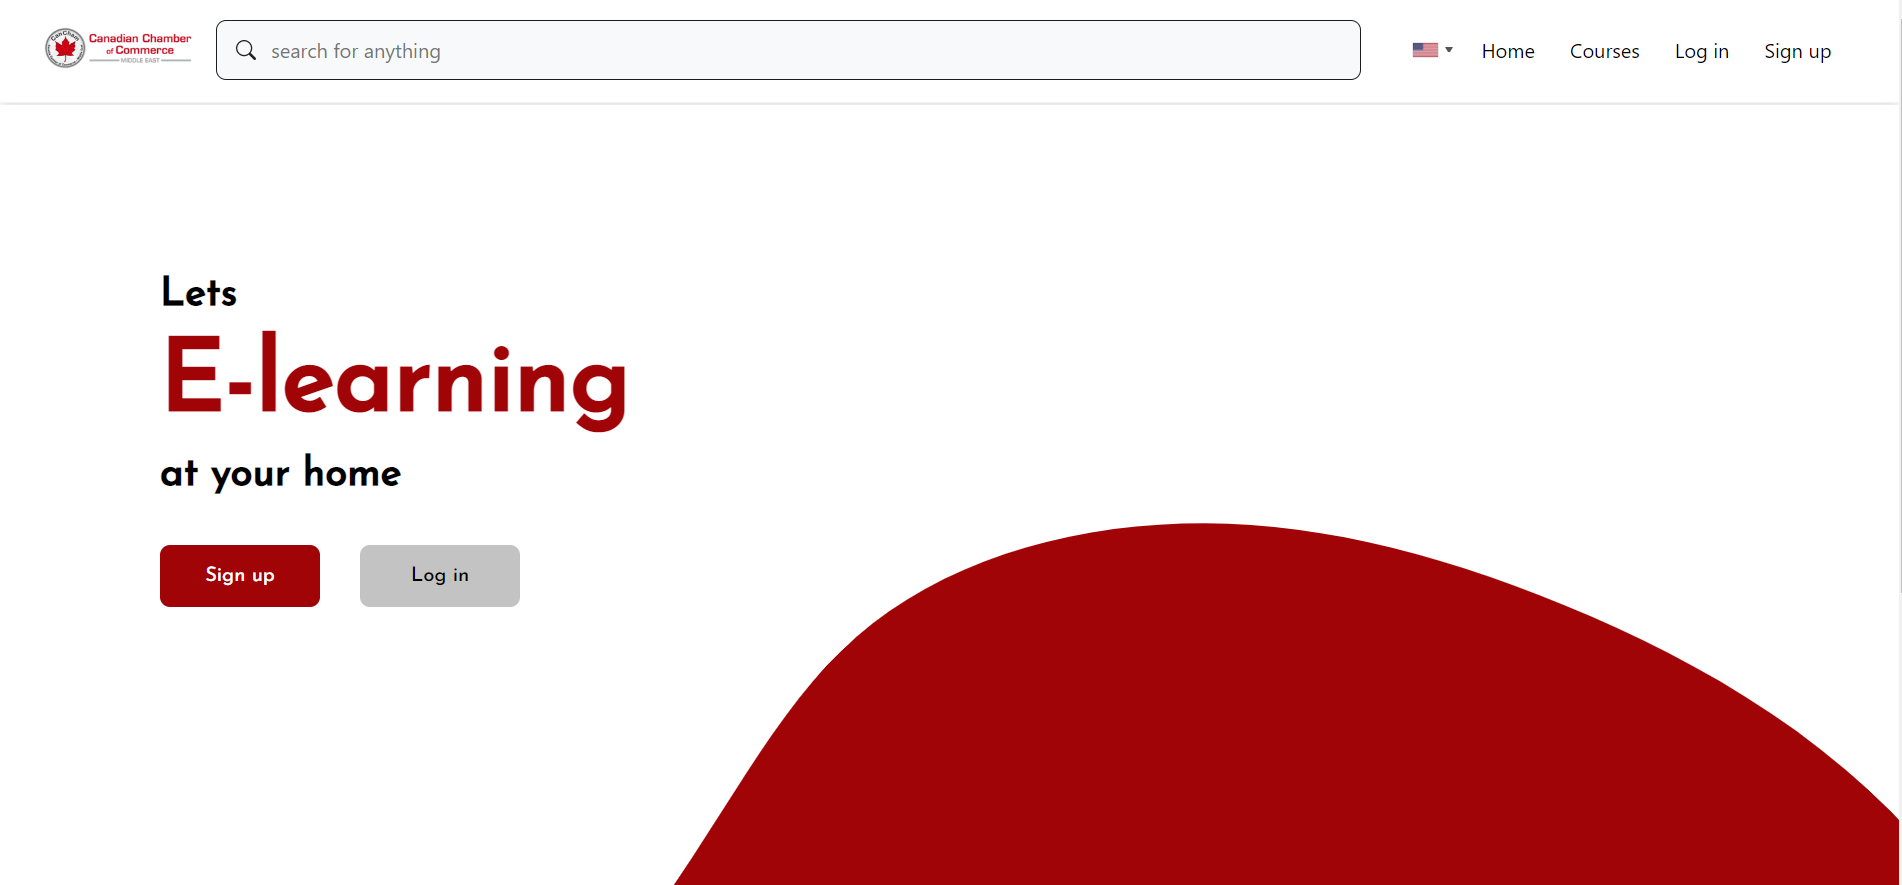 CanCham
Canadian Chamber
of Commerce
MIDDLE EAST
search for anything
Home
Courses
Log in
Sign up
Lets
E-learning
at your home
Sign up
Log in